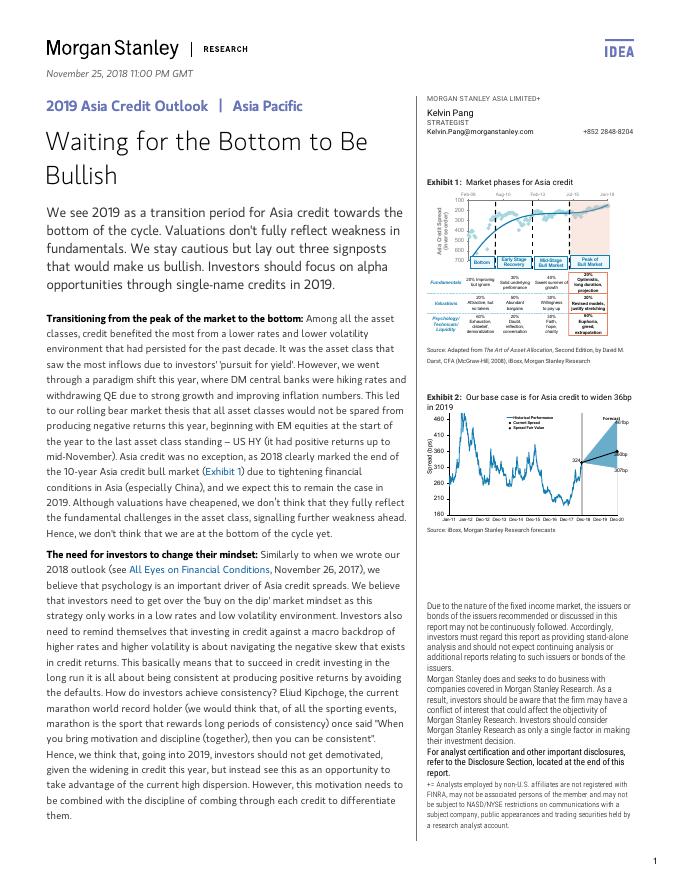 Morgan Stanley | RESEARCH
IDEA
November 25, 2018 11:00 PM GMT
2019 Asia Credit Outlook | Asia Pacific
Waiting for the Bottom to Be
Bullish
We see 2019 as a transition period for Asia credit towards the
bottom of the cycle. Valuations don't fully reflect weakness in
fundamentals. We stay cautious but lay out three signposts
that would make us bullish. Investors should focus on alpha
opportunities through single-name credits in 2019.
Transitioning from the peak of the market to the bottom: Among all the asset
classes, credit benefited the most from a lower rates and lower volatility
environment that had persisted for the past decade. It was the asset class that
saw the most inflows due to investors' 'pursuit for yield'. However, we went
through a paradigm shift this year, where DM central banks were hiking rates and
withdrawing QE due to strong growth and improving inflation numbers. This led
to our rolling bear market thesis that all asset classes would not be spared from
producing negative returns this year, beginning with EM equities at the start of
the year to the last asset class standing – US HY (it had positive returns up to
mid-November). Asia credit was no exception, as 2018 clearly marked the end of
the 10-year Asia credit bull market (Exhibit 1) due to tightening financial
conditions in Asia (especially China), and we expect this to remain the case in
2019. Although valuations have cheapened, we don't think that they fully reflect
the fundamental challenges in the asset class, signalling further weakness ahead.
Hence, we don't think that we are at the bottom of the cycle yet.
The need for investors to change their mindset: Similarly to when we wrote our
2018 outlook (see All Eyes on Financial Conditions, November 26, 2017), we
believe that psychology is an important driver of Asia credit spreads. We believe
that investors need to get over the 'buy on the dip' market mindset as this
strategy only works in a low rates and low volatility environment. Investors also
need to remind themselves that investing in credit against a macro backdrop of
higher rates and higher volatility is about navigating the negative skew that exists
in credit returns. This basically means that to succeed in credit investing in the
long run it is all about being consistent at producing positive returns by avoiding
the defaults. How do investors achieve consistency? Eliud Kipchoge, the current
marathon world record holder (we would think that, of all the sporting events,
marathon is the sport that rewards long periods of consistency) once said "When
you bring motivation and discipline (together), then you can be consistent".
Hence, we think that, going into 2019, investors should not get demotivated,
given the widening in credit this year, but instead see this as an opportunity to
take advantage of the current high dispersion. However, this motivation needs to
be combined with the discipline of combing through each credit to differentiate
them.
MORGAN STANLEY ASIA LIMITED+
Kelvin Pang
STRATEGIST
Kelvin.Pang@morganstanley.com +852 2848-8204
Exhibit 1: Market phases for Asia credit
Feb-09 Aug-10 Feb-13 Jul-15 Jan-18
Asia Credit Spread
(inverse order)
100
200
300
400
500
600
700
Bottom
Early Stage
Recovery
Mid-Stage
Bull Market
Peak of
Bull Market
Fundamentals
20% Improving
but ignore
30%
Solid underlying
performance
40%
Sweet summer of
growth
20%
Optimistic,
long duration,
projection
Valuations
20%
Attractive, but
no takers
50%
Abundant
bargains
30%
Willingness
to pay up
20%
Revised models,
justify stretching
Psychology/
Technicals/
Liquidity
60%
Exhaustion,
disbelief,
demoralization
20%
Doubt,
reflection,
conversation
30%
Faith,
hope,
charity
60%
Euphoria,
greed,
extrapolation
Source: Adapted from The Art of Asset Allocation, Second Edition, by David M.
Darst, CFA (McGraw-Hill, 2008), iBoxx, Morgan Stanley Research
Exhibit 2: Our base case is for Asia credit to widen 36bp
in 2019
Spread (bps)
460
410
360
310
260
210
160
Historical Performance
Current Spread
Spread Fair Value
Forecast
324
307bp
Jan-11 Jan-12 Dec-12 Dec-13 Dec-14 Dec-15 Dec-16 Dec-17 Dec-18 Dec-19 Dec-20
Source: iBoxx, Morgan Stanley Research forecasts
Due to the nature of the fixed income market, the issuers or
bonds of the issuers recommended or discussed in this
report may not be continuously followed. Accordingly,
investors must regard this report as providing stand-alone
analysis and should not expect continuing analysis or
additional reports relating to such issuers or bonds of the
issuers.
Morgan Stanley does and seeks to do business with
companies covered in Morgan Stanley Research. As a
result, investors should be aware that the firm may have a
conflict of interest that could affect the objectivity of
Morgan Stanley Research. Investors should consider
Morgan Stanley Research as only a single factor in making
their investment decision.
For analyst certification and other important disclosures,
refer to the Disclosure Section, located at the end of this
report.
+= Analysts employed by non-U.S. affiliates are not registered with
FINRA, may not be associated persons of the member and may not
be subject to NASD/NYSE restrictions on communications with a
subject company, public appearances and trading securities held by
a research analyst account.
1